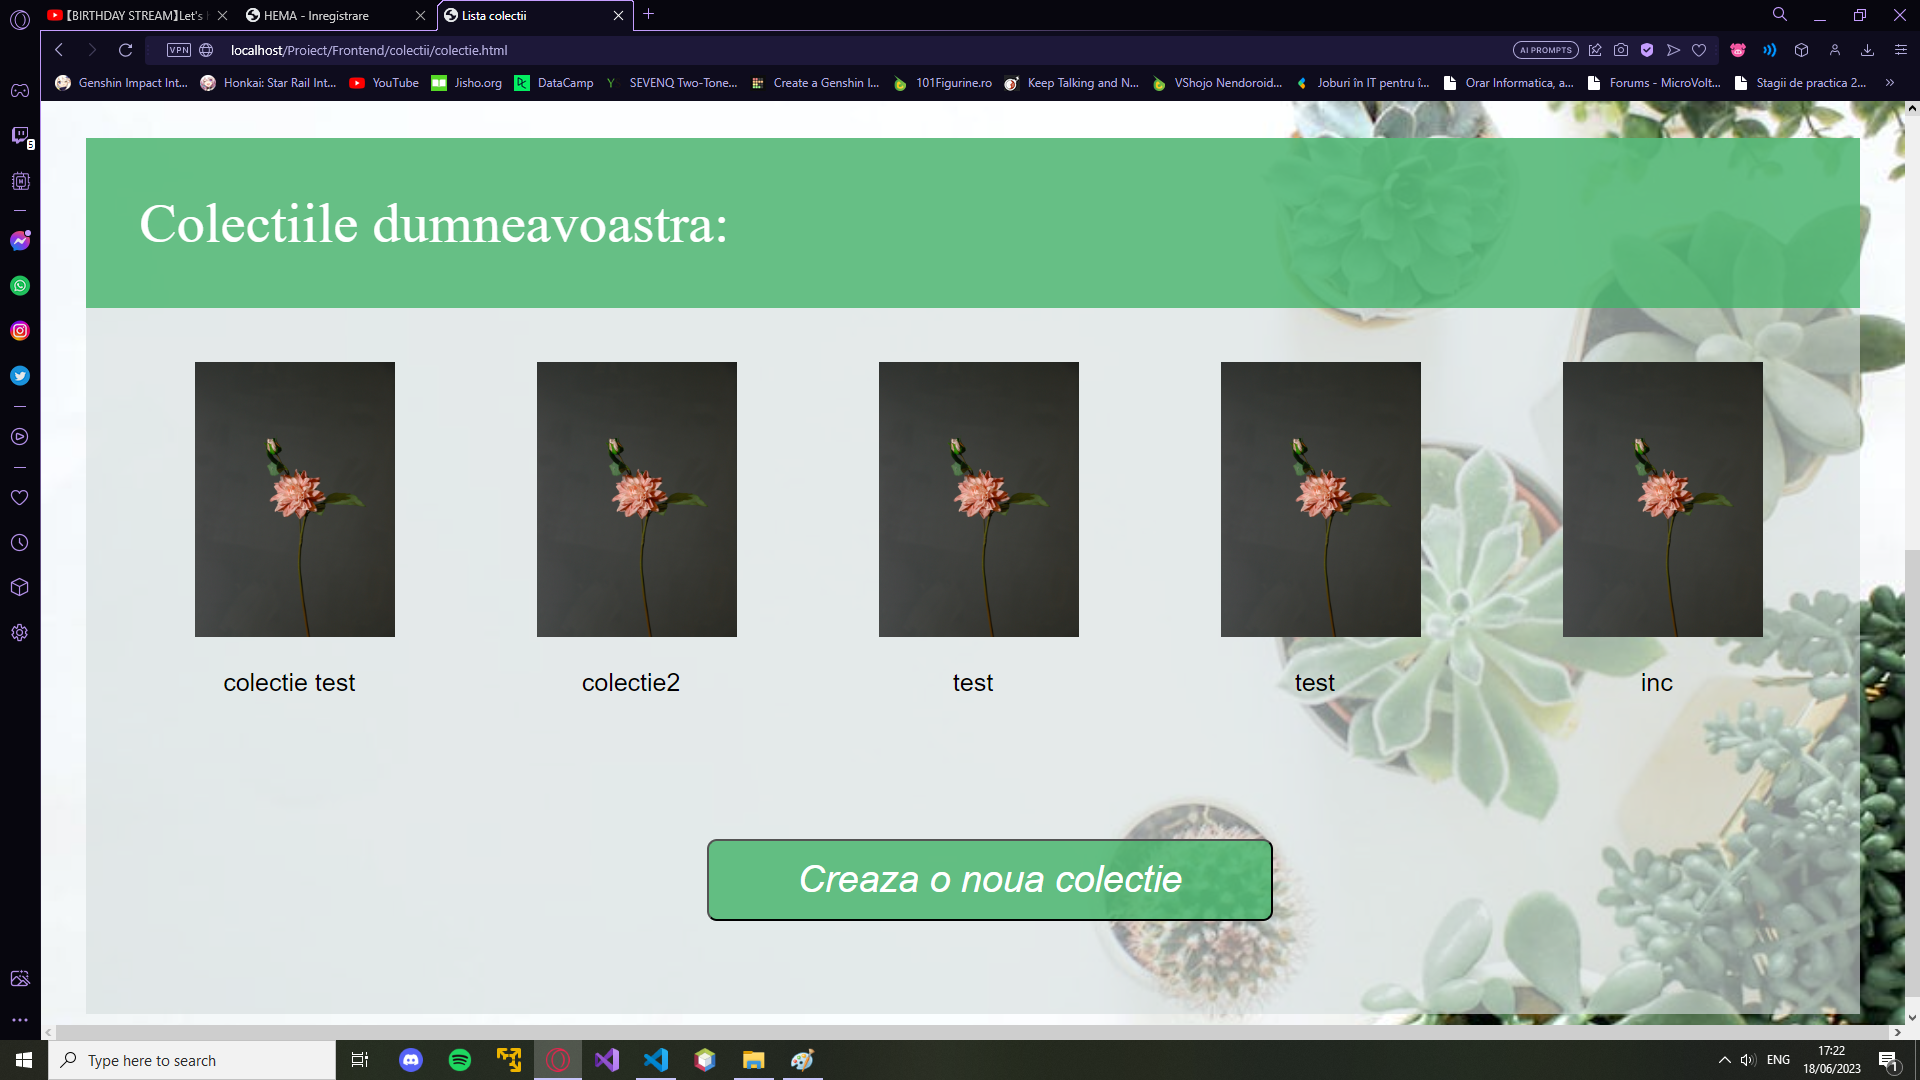 【BIRTHDAY STREAM】Let's
HEMA - Inregistrare
Lista colectii
VPN
localhost/Proiect/Frontend/colectii/colectie.html
AI PROMPTS
Genshin Impact Int...
Honkai: Star Rail Int...
YouTube
Jisho.org
DataCamp
SEVENQ Two-Tone...
Create a Genshin I...
101Figurine.ro
Keep Talking and N...
VShojo Nendoroid...
Joburi în IT pentru î...
Orar Informatica, a...
Forums - MicroVolt...
Stagii de practica 2...
5
Colectiile dumneavoastra:
colectie test
colectie2
test
test
inc
Creaza o noua colectie
Type here to search
ENG
17:22
18/06/2023
1